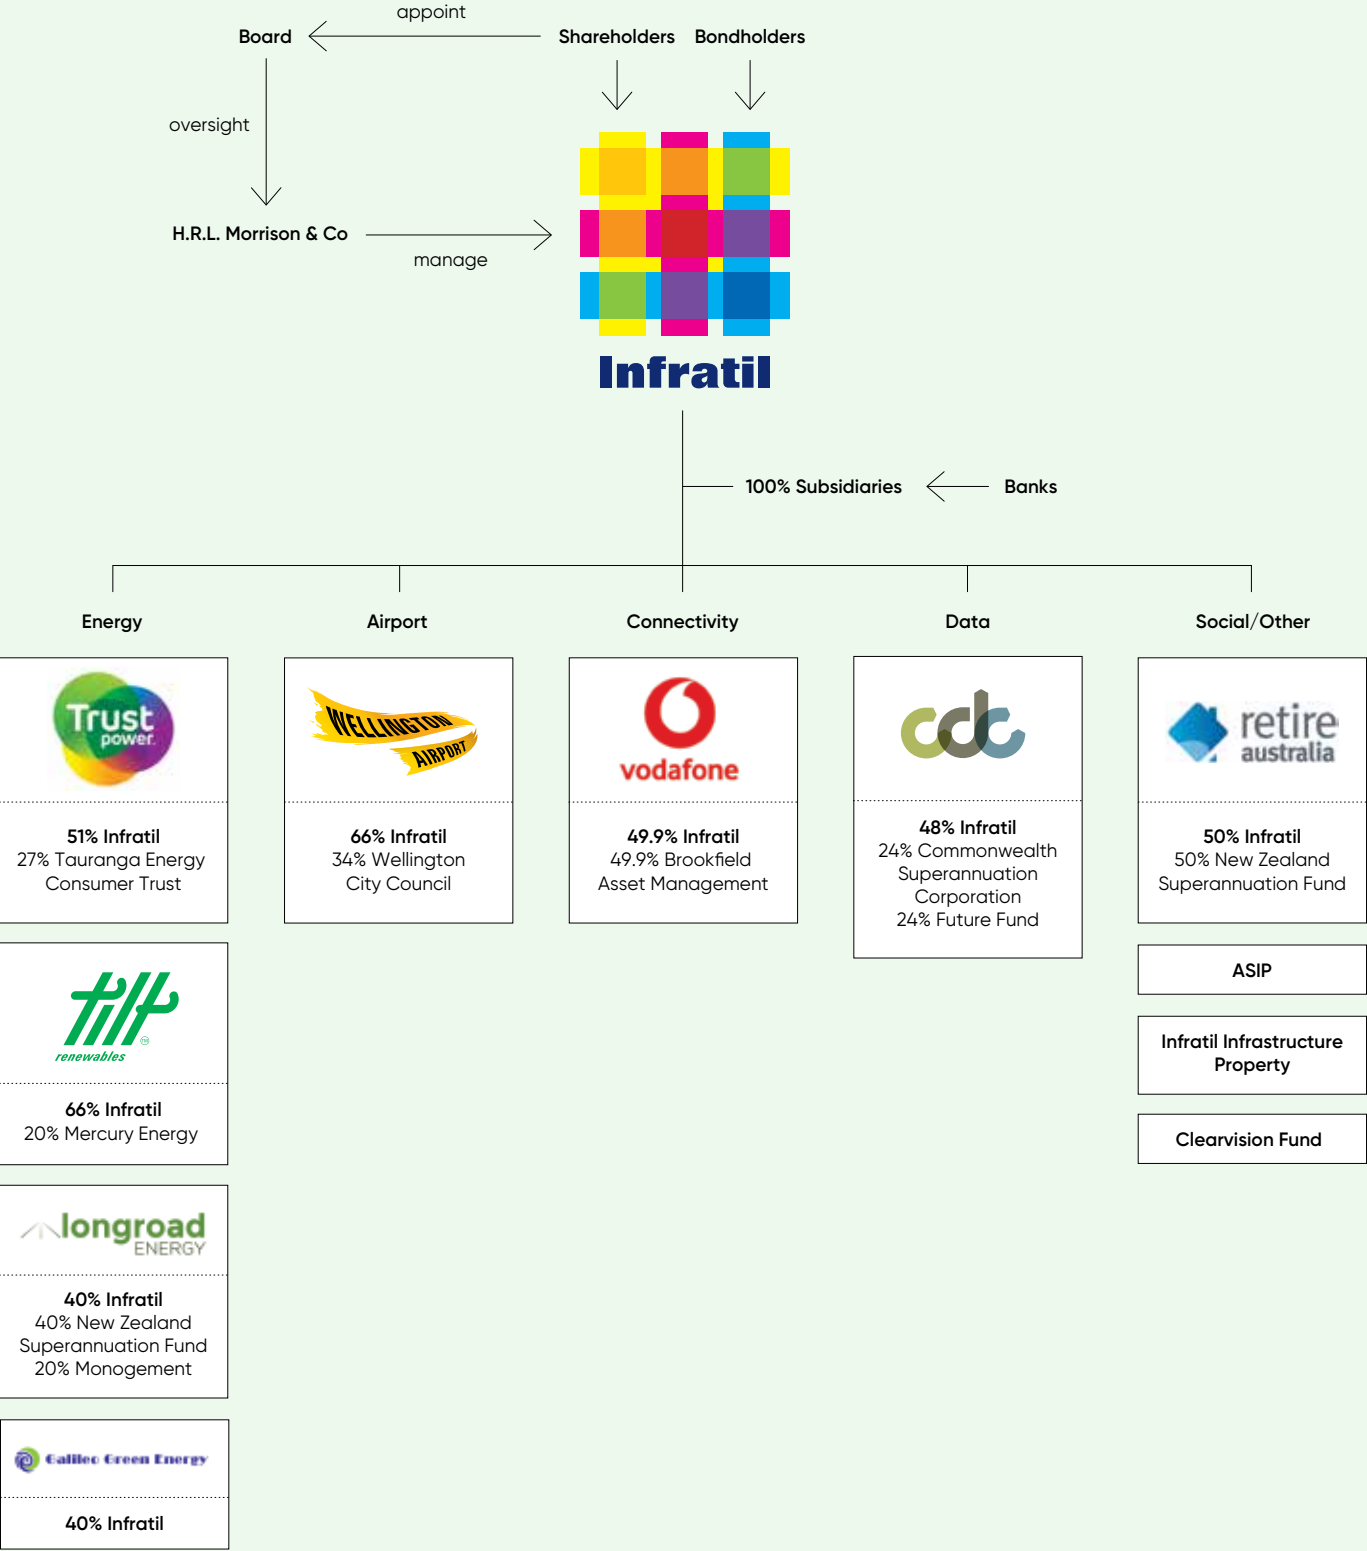 appoint
Board
Shareholders
Bondholders
oversight
H.R.L. Morrison & Co
manage
Infratil
100% Subsidiaries
Banks
Energy
Airport
Connectivity
Data
Social/Other
Trust
power.
51% Infratil
27% Tauranga Energy
Consumer Trust
WELLINGTON
AIRPORT
66% Infratil
34% Wellington
City Council
vodafone
49.9% Infratil
49.9% Brookfield
Asset Management
cdc
48% Infratil
24% Commonwealth
Superannuation
Corporation
24% Future Fund
retire
australia
50% Infratil
50% New Zealand
Superannuation Fund
ASIP
Infratil Infrastructure
Property
Clearvision Fund
tilt
renewables
TM
66% Infratil
20% Mercury Energy
longroad
ENERGY
40% Infratil
40% New Zealand
Superannuation Fund
20% Monogement
Galileo Green Energy
40% Infratil